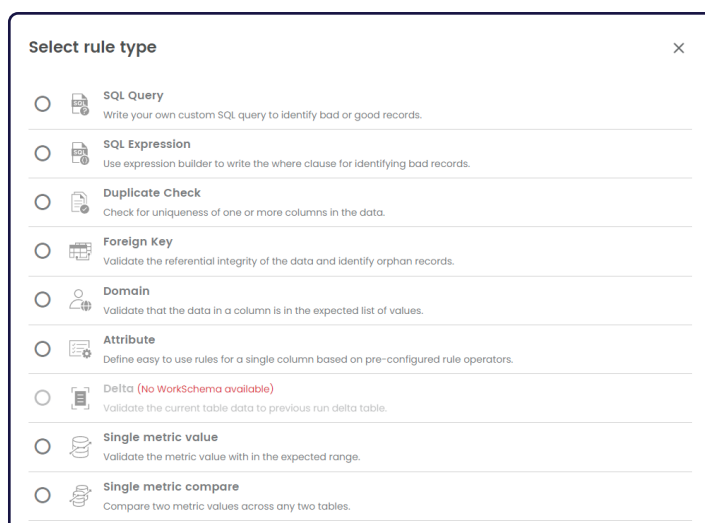 Select rule type
SQL Query
Write your own custom SQL query to identify bad or good records.
SQL Expression
Use expression builder to write the where clause for identifying bad records.
Duplicate Check
Check for uniqueness of one or more columns in the data.
Foreign Key
Validate the referential integrity of the data and identify orphan records.
Domain
Validate that the data in a column is in the expected list of values.
Attribute
Define easy to use rules for a single column based on pre-configured rule operators.
Delta (No WorkSchema available)
Validate the current table data to previous run delta table.
Single metric value
Validate the metric value with in the expected range.
Single metric compare
Compare two metric values across any two tables.